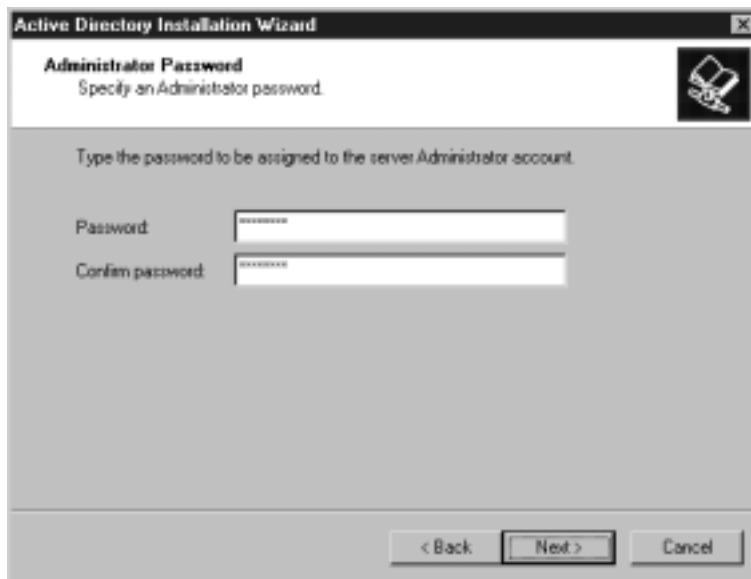 Active Directory Installation Wizard
Administrator Password
Specify an Administrator password.
Type the password to be assigned to the server Administrator account.
Password:
********
Confirm password:
********
< Back
Next >
Cancel